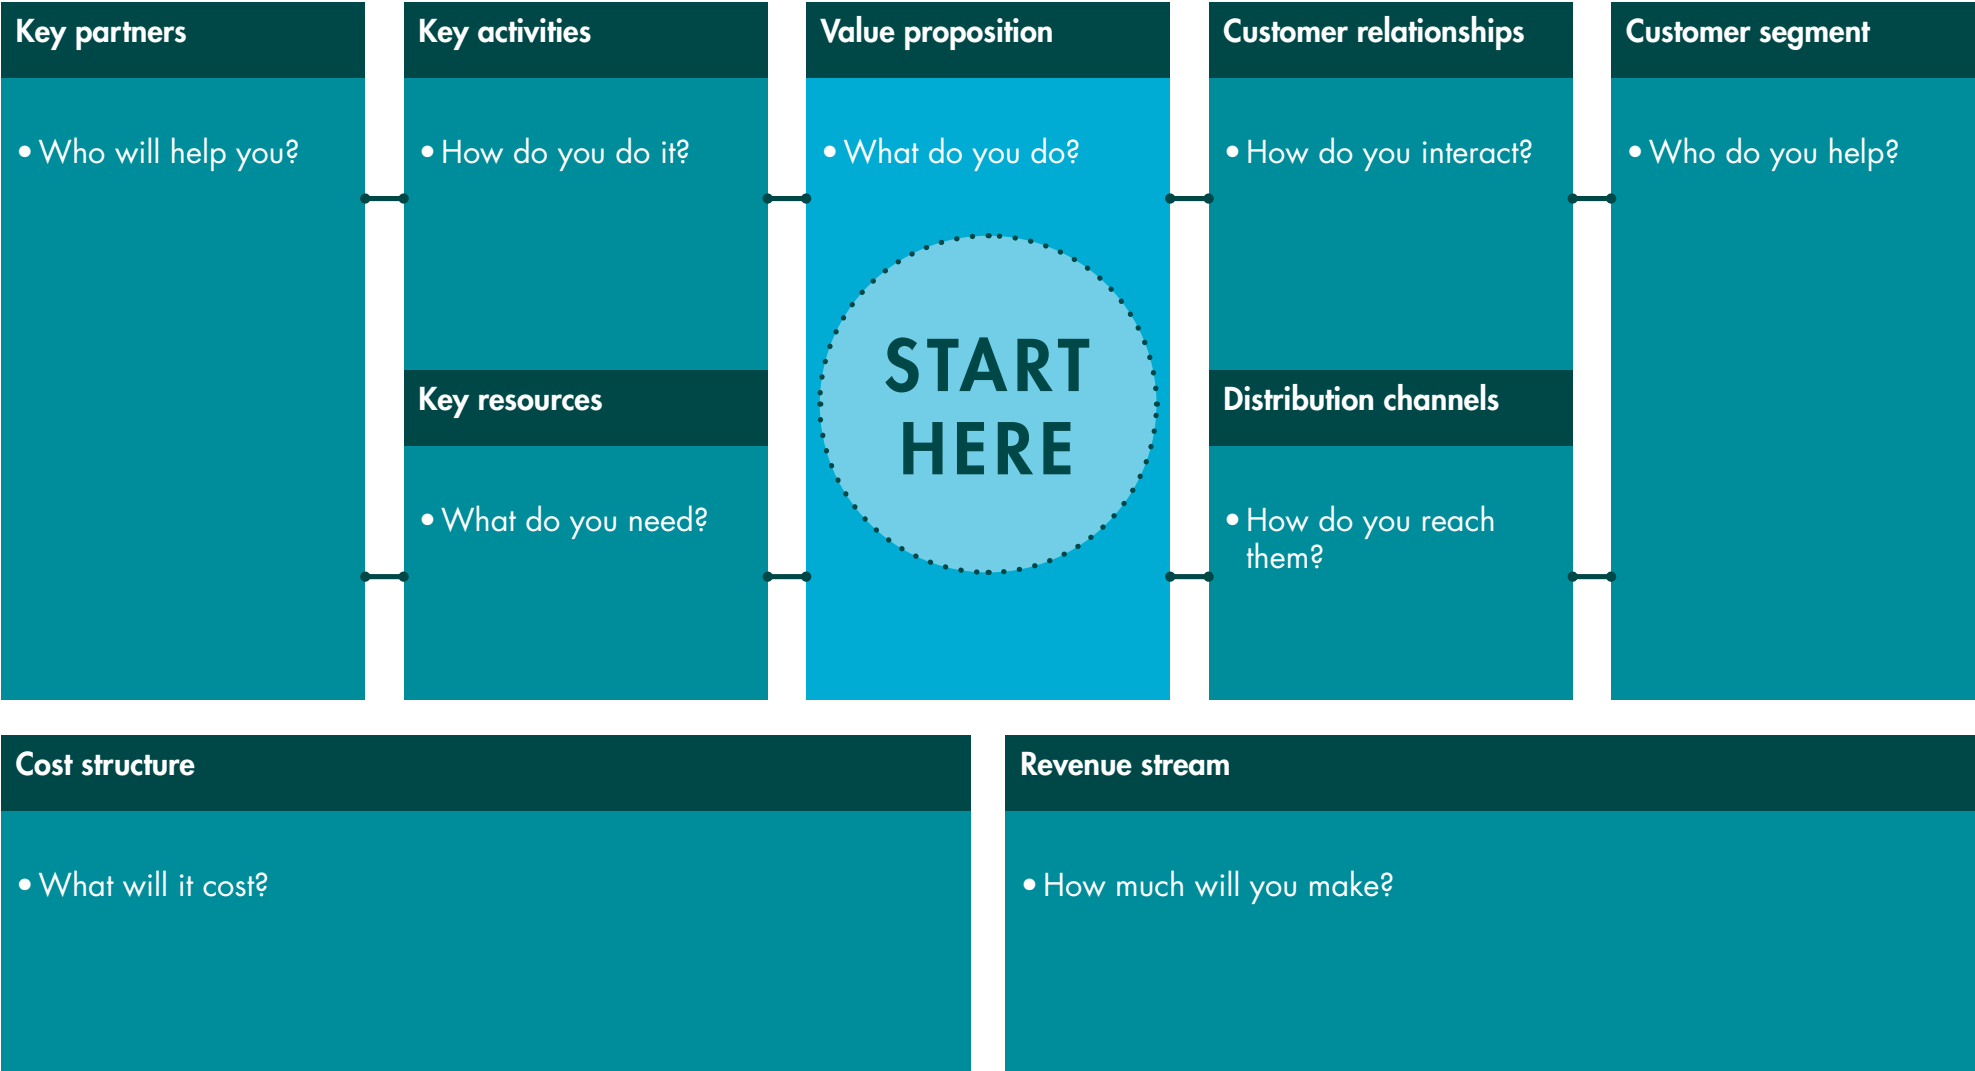 Key partners
• Who will help you?
Key activities
• How do you do it?
Key resources
• What do you need?
Value proposition
• What do you do?
START
HERE
Customer relationships
• How do you interact?
Distribution channels
• How do you reach
them?
Customer segment
• Who do you help?
Cost structure
• What will it cost?
Revenue stream
• How much will you make?